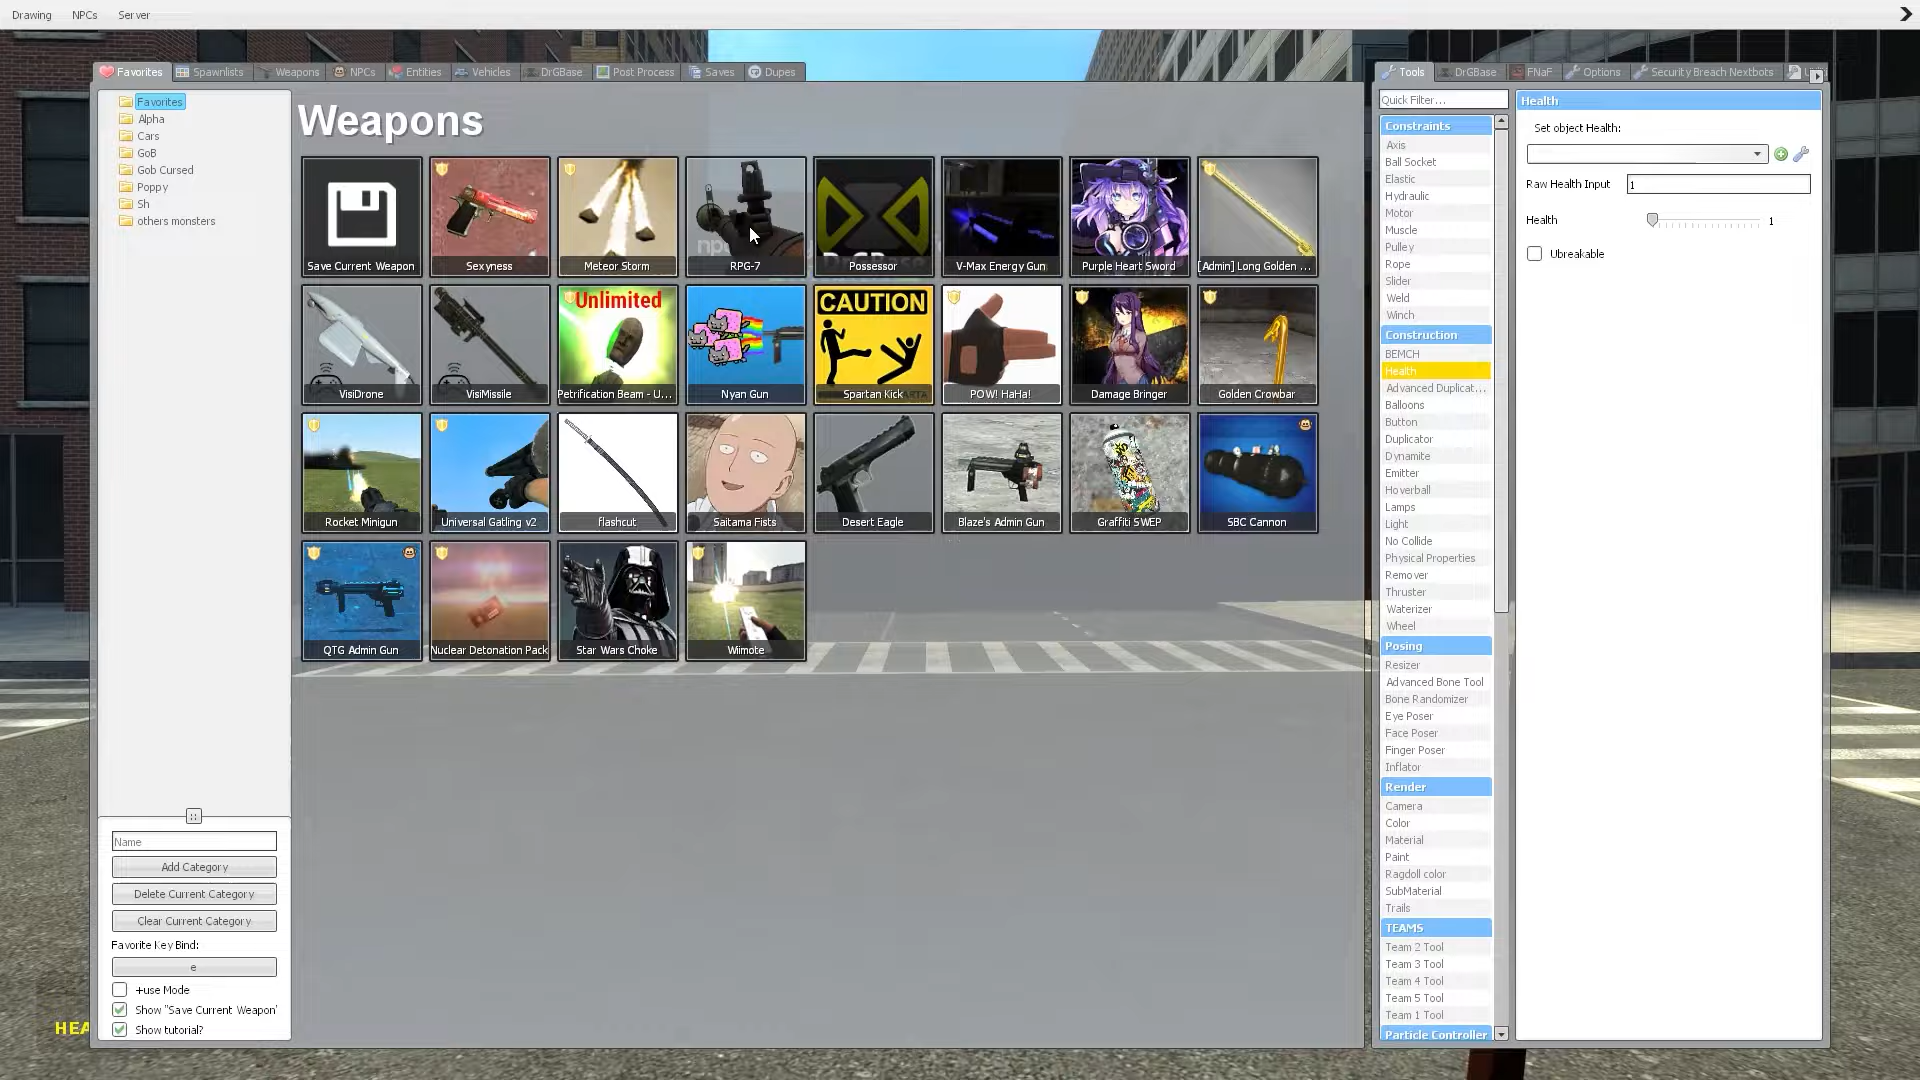 Drawing NPCs Server
Favorites Spawnlists Weapons NPCs Entities Vehicles DrGBase Post Process Saves Dupes
Favorites
Alpha
Cars
GoB
Gob Cursed
Poppy
Sh
others monsters
Name
Add Category
Delete Current Category
Clear Current Category
Favorite Key Bind:
e
+use Mode
Show "Save Current Weapon"
Show tutorial?
HEA
Weapons
Save Current Weapon
Sexyness
Meteor Storm
RPG-7
Possessor
V-Max Energy Gun
Purple Heart Sword
[Admin] Long Golden ...
VisiDrone
VisiMissile
Unlimited
Petrification Beam - U...
Nyan Gun
CAUTION
Spartan Kick
POW! HaHa!
Damage Bringer
Golden Crowbar
Rocket Minigun
Universal Gatling v2
flashcut
Saitama Fists
Desert Eagle
Blaze's Admin Gun
Graffiti SWEP
SBC Cannon
QTG Admin Gun
Nuclear Detonation Pack
Star Wars Choke
Wiimote
Tools DrGBase FNaF Options Security Breach Nextbots
Quick Filter...
Constraints
Axis
Ball Socket
Elastic
Hydraulic
Motor
Muscle
Pulley
Rope
Slider
Weld
Winch
Construction
BEMCH
Health
Advanced Duplicat...
Balloons
Button
Duplicator
Dynamite
Emitter
Hoverball
Lamps
Light
No Collide
Physical Properties
Remover
Thruster
Waterizer
Wheel
Posing
Resizer
Advanced Bone Tool
Bone Randomizer
Eye Poser
Face Poser
Finger Poser
Inflator
Render
Camera
Color
Material
Paint
Ragdoll color
SubMaterial
Trails
TEAMS
Team 2 Tool
Team 3 Tool
Team 4 Tool
Team 5 Tool
Team 1 Tool
Particle Controller
Health
Set object Health:
Raw Health Input 1
Health 1
Ubreakable